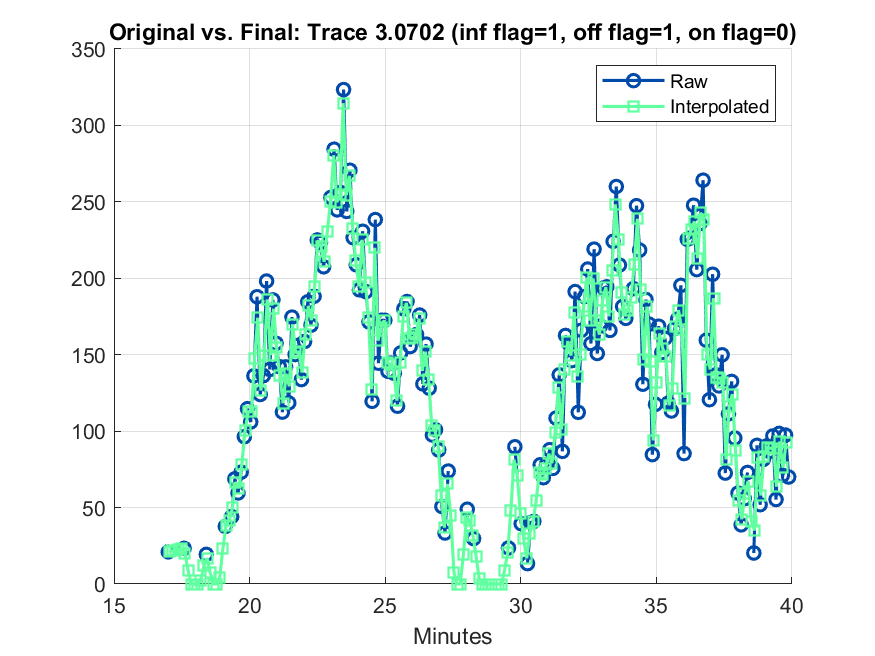 Original vs. Final: Trace 3.0702 (inf flag=1, off flag=1, on flag=0)
350
Raw
Interpolated
300
250
200
150
100
50
0
15 20 25 30 35 40
Minutes